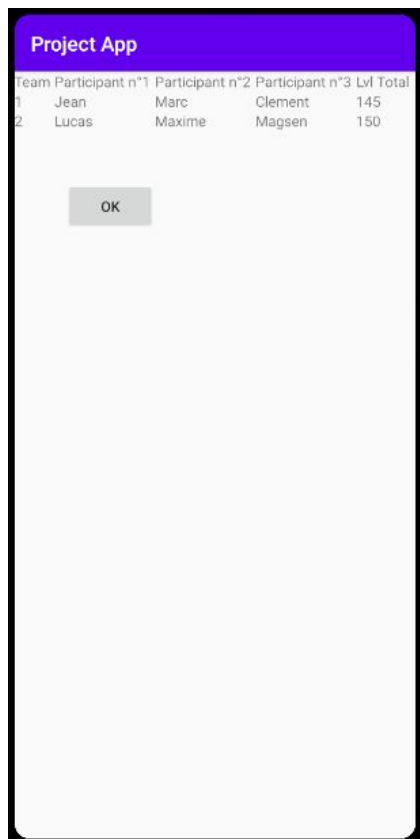 Project App
Team Participant n°1 Participant n°2 Participant n°3 Lvl Total
1 Jean Marc Clement 145
2 Lucas Maxime Magsen 150
OK